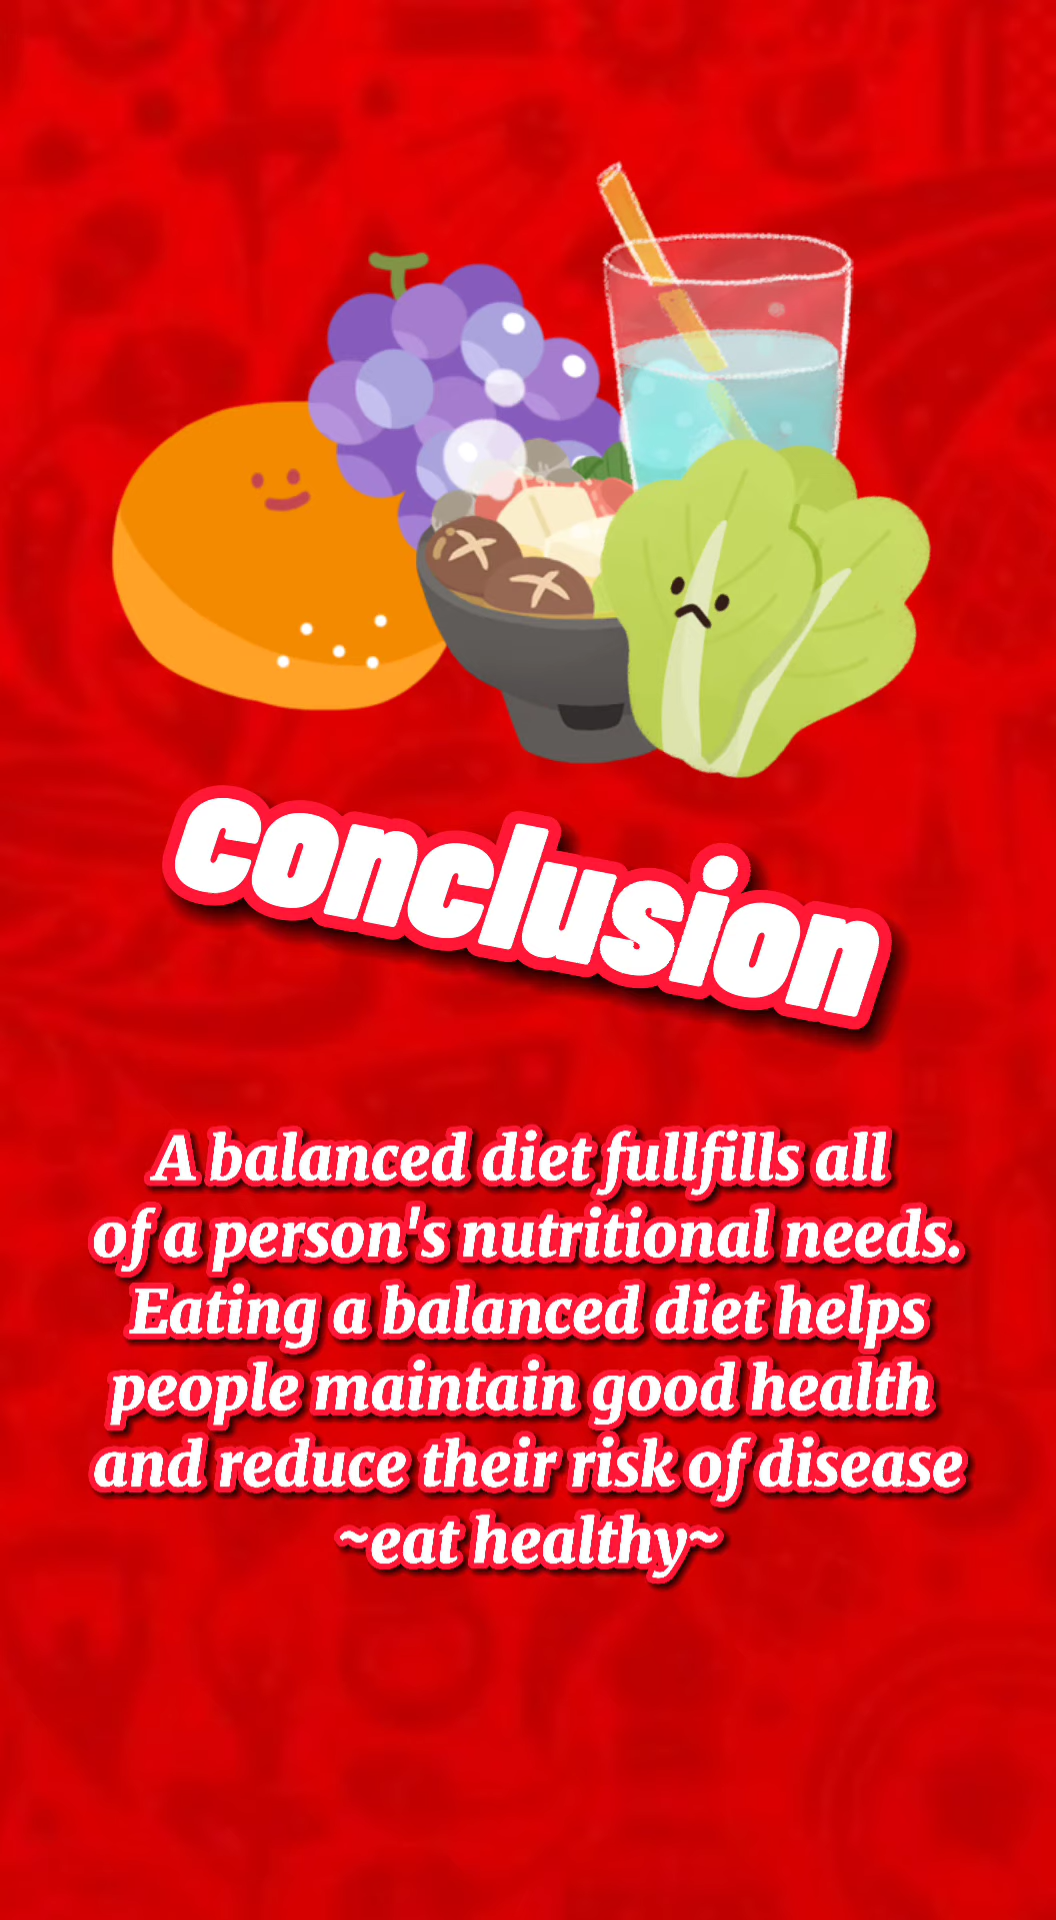 conclusion
A balanced diet fullfills all
of a person's nutritional needs.
Eating a balanced diet helps
people maintain good health
and reduce their risk of disease
~eat healthy~